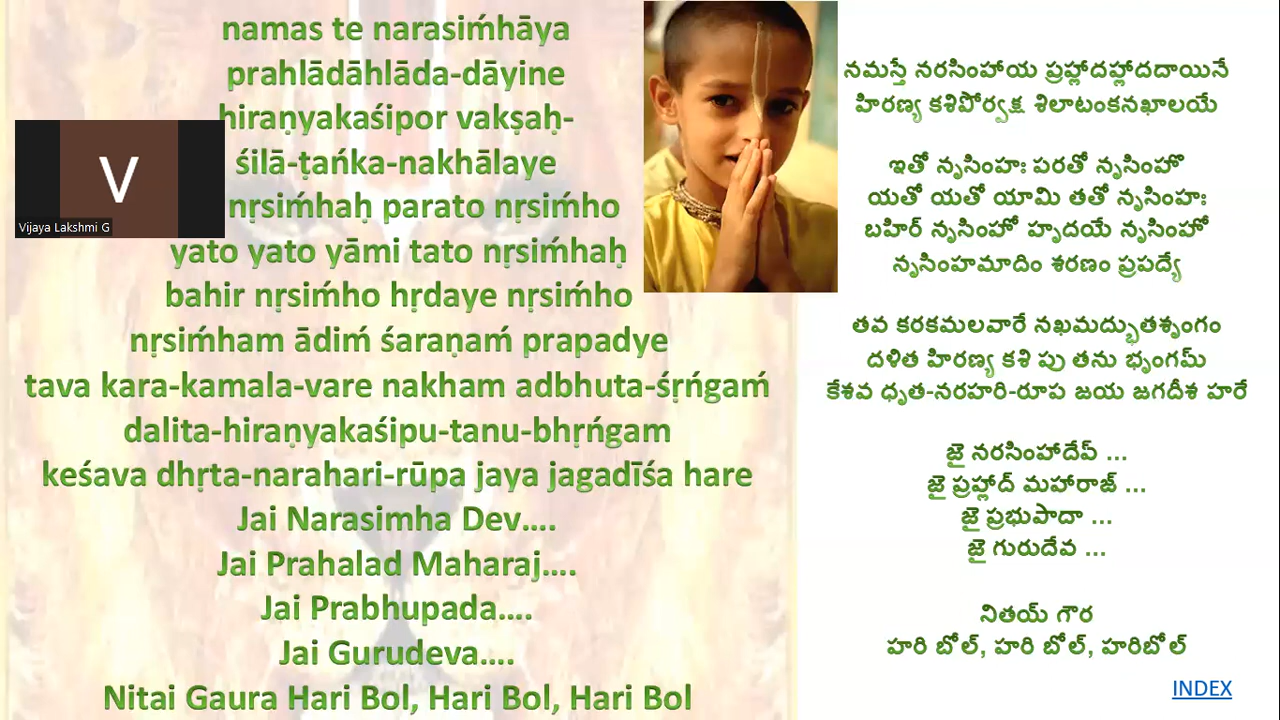 namas te narasiḿhāya
prahlādāhlāda-dāyine
hiraṇyakaśipor vakṣaḥ-
śilā-ṭańka-nakhālaye
nṛsiḿhaḥ parato nṛsiḿho
yato yato yāmi tato nṛsiḿhaḥ
bahir nṛsiḿho hṛdaye nṛsiḿho
nṛsiḿham ādiḿ śaraṇaḿ prapadye
tava kara-kamala-vare nakham adbhuta-śṛńgaḿ
dalita-hiraṇyakaśipu-tanu-bhṛńgam
keśava dhṛta-narahari-rūpa jaya jagadīśa hare
Jai Narasimha Dev....
Jai Prahalad Maharaj....
Jai Prabhupada....
Jai Gurudeva....
Nitai Gaura Hari Bol, Hari Bol, Hari Bol
V
Vijaya Lakshmi G
నమస్తే నరసింహాయ ప్రహ్లాదహ్లాదదాయినే
హిరణ్య కశిపోర్వక్ష శిలాటంకనఖాలయే
ఇతో నృసింహః పరతో నృసింహో
యతో యతో యామి తతో నృసింహః
బహిర్ నృసింహో హృదయే నృసింహో
నృసింహమాదిం శరణం ప్రపద్యే
తవ కరకమలవారే నఖమద్భుతశృంగం
దళిత హిరణ్య కశి పు తను భృంగమ్
కేశవ ధృత-నరహరి-రూప జయ జగదీశ హరే
జై నరసింహాదేవ్ ...
జై ప్రహ్లాద్ మహారాజ్ ...
జై ప్రభుపాదా ...
జై గురుదేవ ...
నితయ్ గౌర
హరి బోల్, హరి బోల్, హరిబోల్
INDEX